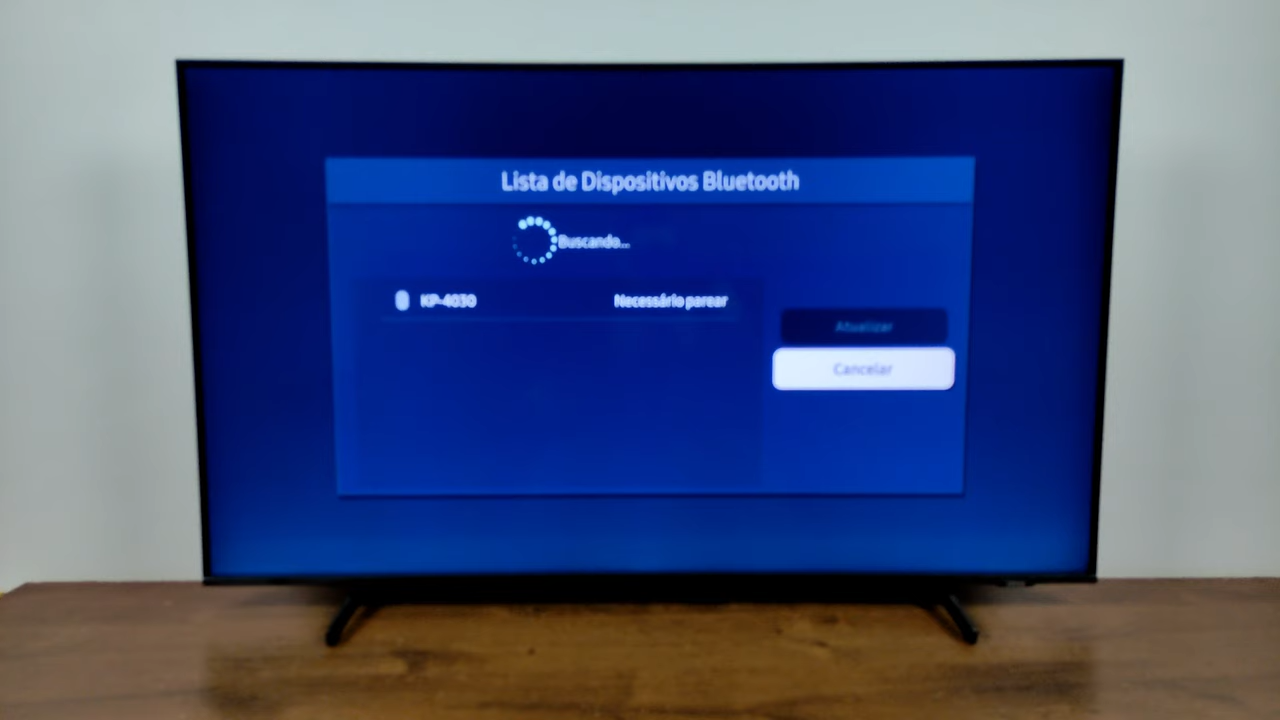 Lista de Dispositivos Bluetooth
Buscando...
KP-4030 Necessário parear
Atualizar
Cancelar